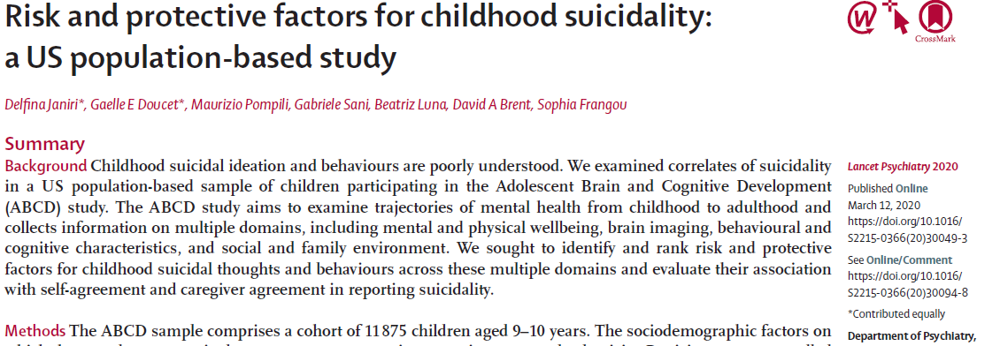 Risk and protective factors for childhood suicidality:
a US population-based study
CrossMark
Delfina Janiri*, Gaelle E Doucet*, Maurizio Pompili, Gabriele Sani, Beatriz Luna, David A Brent, Sophia Frangou
Summary
Background Childhood suicidal ideation and behaviours are poorly understood. We examined correlates of suicidality
in a US population-based sample of children participating in the Adolescent Brain and Cognitive Development
(ABCD) study. The ABCD study aims to examine trajectories of mental health from childhood to adulthood and
collects information on multiple domains, including mental and physical wellbeing, brain imaging, behavioural and
cognitive characteristics, and social and family environment. We sought to identify and rank risk and protective
factors for childhood suicidal thoughts and behaviours across these multiple domains and evaluate their association
with self-agreement and caregiver agreement in reporting suicidality.
Methods The ABCD sample comprises a cohort of 11 875 children aged 9–10 years. The sociodemographic factors on
Lancet Psychiatry 2020
Published Online
March 12, 2020
https://doi.org/10.1016/
S2215-0366(20)30049-3
See Online/Comment
https://doi.org/10.1016/
S2215-0366(20)30094-8
*Contributed equally
Department of Psychiatry,